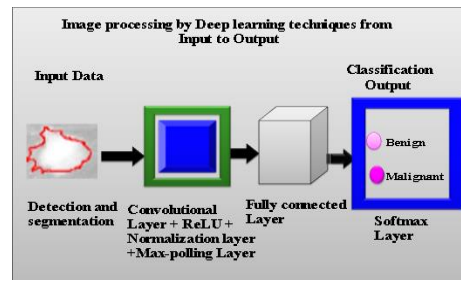 Image processing by Deep learning techniques from
Input to Output
Input Data
Classification
Output
Benign
Malignant
Detection and
segmentation
Convolutional
Layer + ReLU +
Normalization layer
+Max-polling Layer
Fully connected
Layer
Softmax
Layer